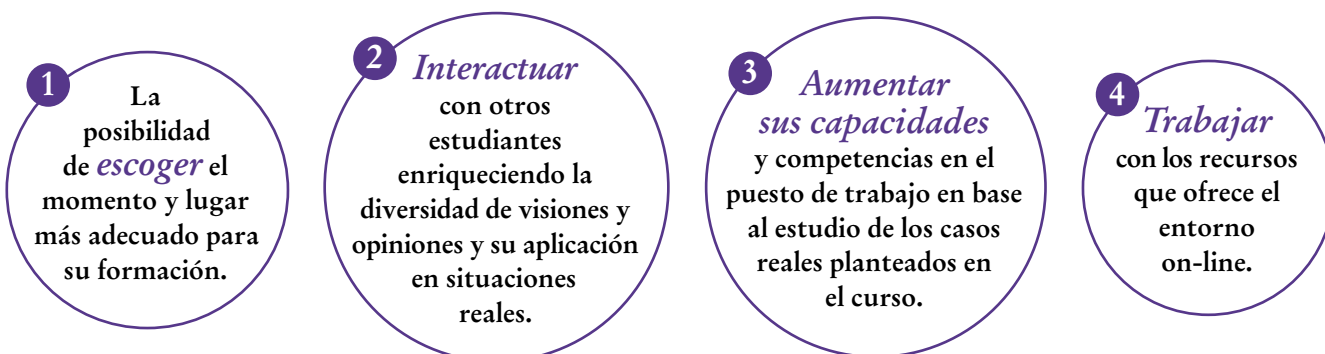 1
La
posibilidad
de escoger el
momento y lugar
más adecuado para
su formación.
2
Interactuar
con otros
estudiantes
enriqueciendo la
diversidad de visiones y
opiniones y su aplicación
en situaciones
reales.
3
Aumentar
sus capacidades
y competencias en el
puesto de trabajo en base
al estudio de los casos
reales planteados en
el curso.
4
Trabajar
con los recursos
que ofrece el
entorno
on-line.